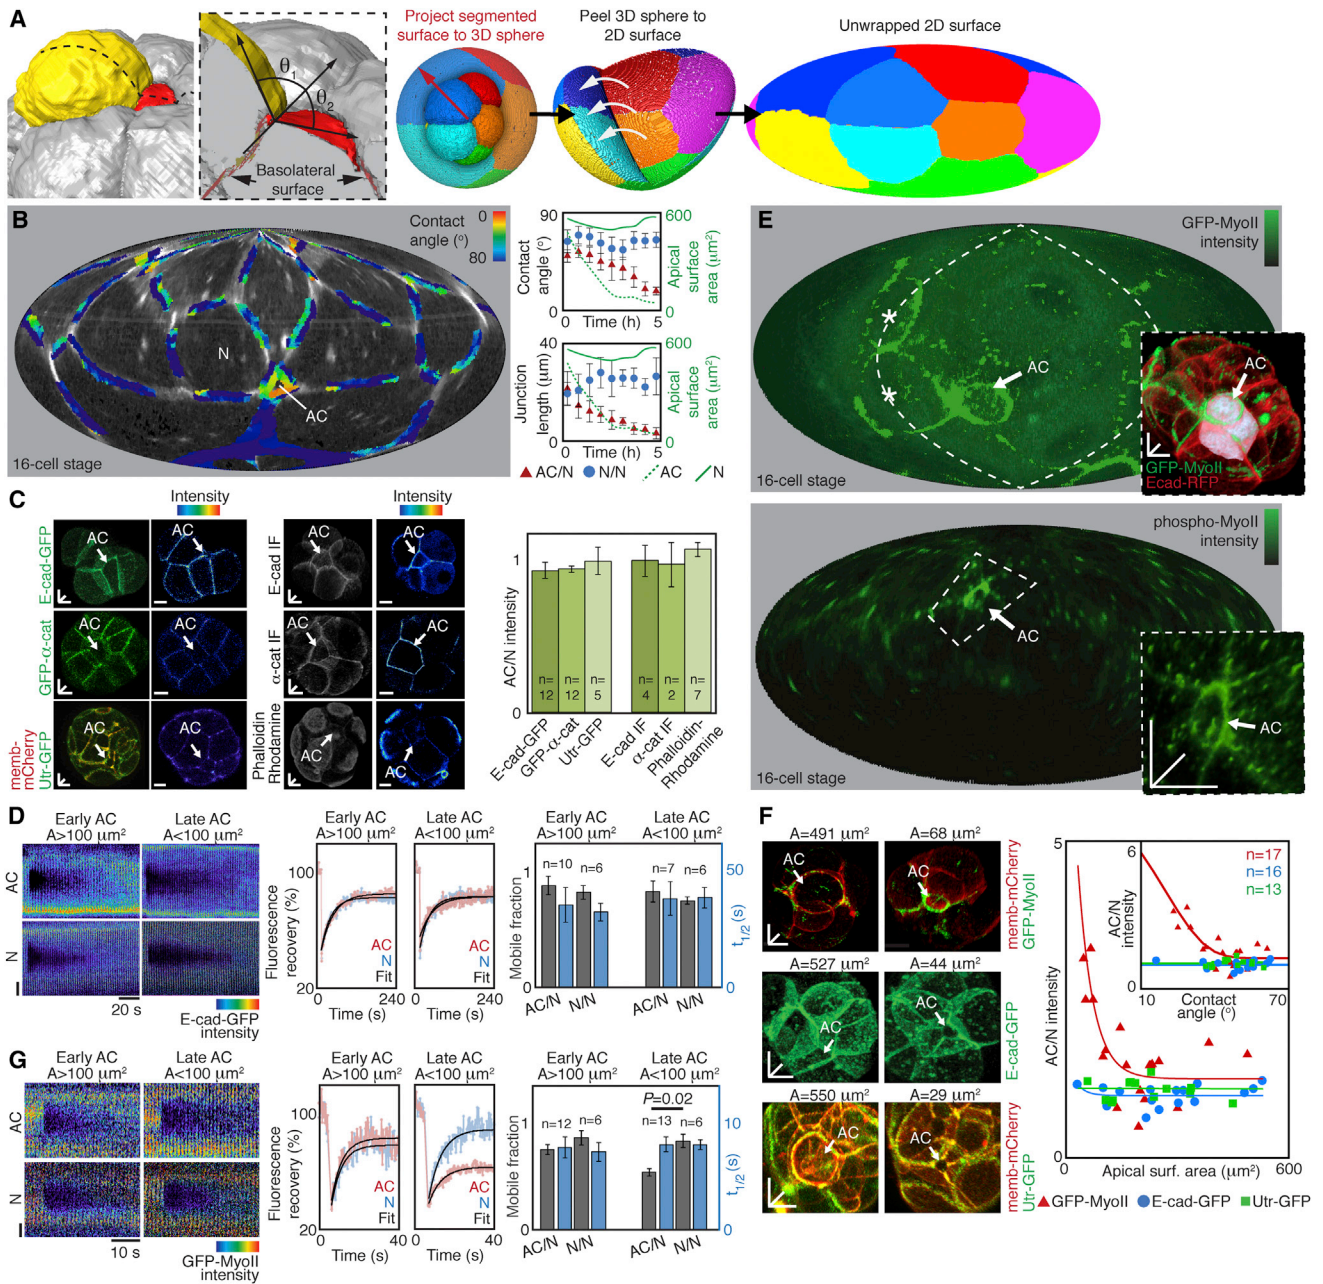 A
θ1
θ2
Basolateral
surface
Project segmented
surface to 3D sphere
Peel 3D sphere to
2D surface
Unwrapped 2D surface
B
Contact
angle (º)
0
80
N
AC
16-cell stage
90
Contact
angle (°)
0
0
Time (h)
5
600
Apical
surface
area (μm²)
0
40
Junction
length (μm)
0
0
Time (h)
5
600
Apical
surface
area (μm²)
0
AC/N
N/N
AC
N
C
Intensity
Intensity
E-cad-GFP
AC
AC
E-cad IF
AC
AC
GFP-α-cat
AC
AC
α-cat IF
AC
AC
memb-
mCherry
Utr-GFP
AC
AC
Phalloidin
Rhodamine
AC
AC
AC/N intensity
1
0
n=
12
n=
12
n=
5
n=
4
n=
2
n=
7
E-cad-GFP
GFP-α-cat
Utr-GFP
E-cad IF
α-cat IF
Phalloidin-
Rhodamine
D
Early AC
A>100 μm²
Late AC
A<100 μm²
AC
N
20 s
E-cad-GFP
intensity
Early AC
A>100 μm²
Late AC
A<100 μm²
Fluorescence
recovery (%)
100
20
AC
N
Fit
0
240
0
240
Time (s)
Time (s)
Early AC
A>100 μm²
Late AC
A<100 μm²
Mobile fraction
1
0
n=10
n=6
n=7
n=6
50
t1/2 (s)
0
AC/N
N/N
AC/N
N/N
E
GFP-MyoII
intensity
*
*
AC
16-cell stage
AC
GFP-MyoII
Ecad-RFP
phospho-MyoII
intensity
AC
16-cell stage
AC
F
A=491 μm²
A=68 μm²
AC
AC
memb-mCherry
GFP-MyoII
A=527 μm²
A=44 μm²
AC
AC
E-cad-GFP
A=550 μm²
A=29 μm²
AC
AC
memb-mCherry
Utr-GFP
5
AC/N intensity
0
0
Apical surf. area (μm²)
600
6
AC/N
intensity
0
10
Contact
angle (º)
70
n=17
n=16
n=13
GFP-MyoII
E-cad-GFP
Utr-GFP
G
Early AC
A>100 μm²
Late AC
A<100 μm²
AC
N
10 s
GFP-MyoII
intensity
Early AC
A>100 μm²
Late AC
A<100 μm²
Fluorescence
recovery (%)
100
20
AC
N
Fit
AC
N
Fit
0
40
0
40
Time (s)
Time (s)
Early AC
A>100 μm²
Late AC
A<100 μm²
Mobile fraction
1
0
n=12
n=6
P=0.02
n=13
n=6
10
t1/2 (s)
0
AC/N
N/N
AC/N
N/N